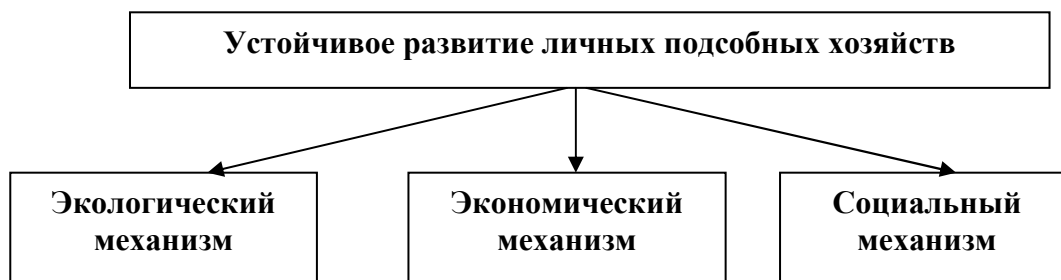 Устойчивое развитие личных подсобных хозяйств
Экологический
механизм
Экономический
механизм
Социальный
механизм